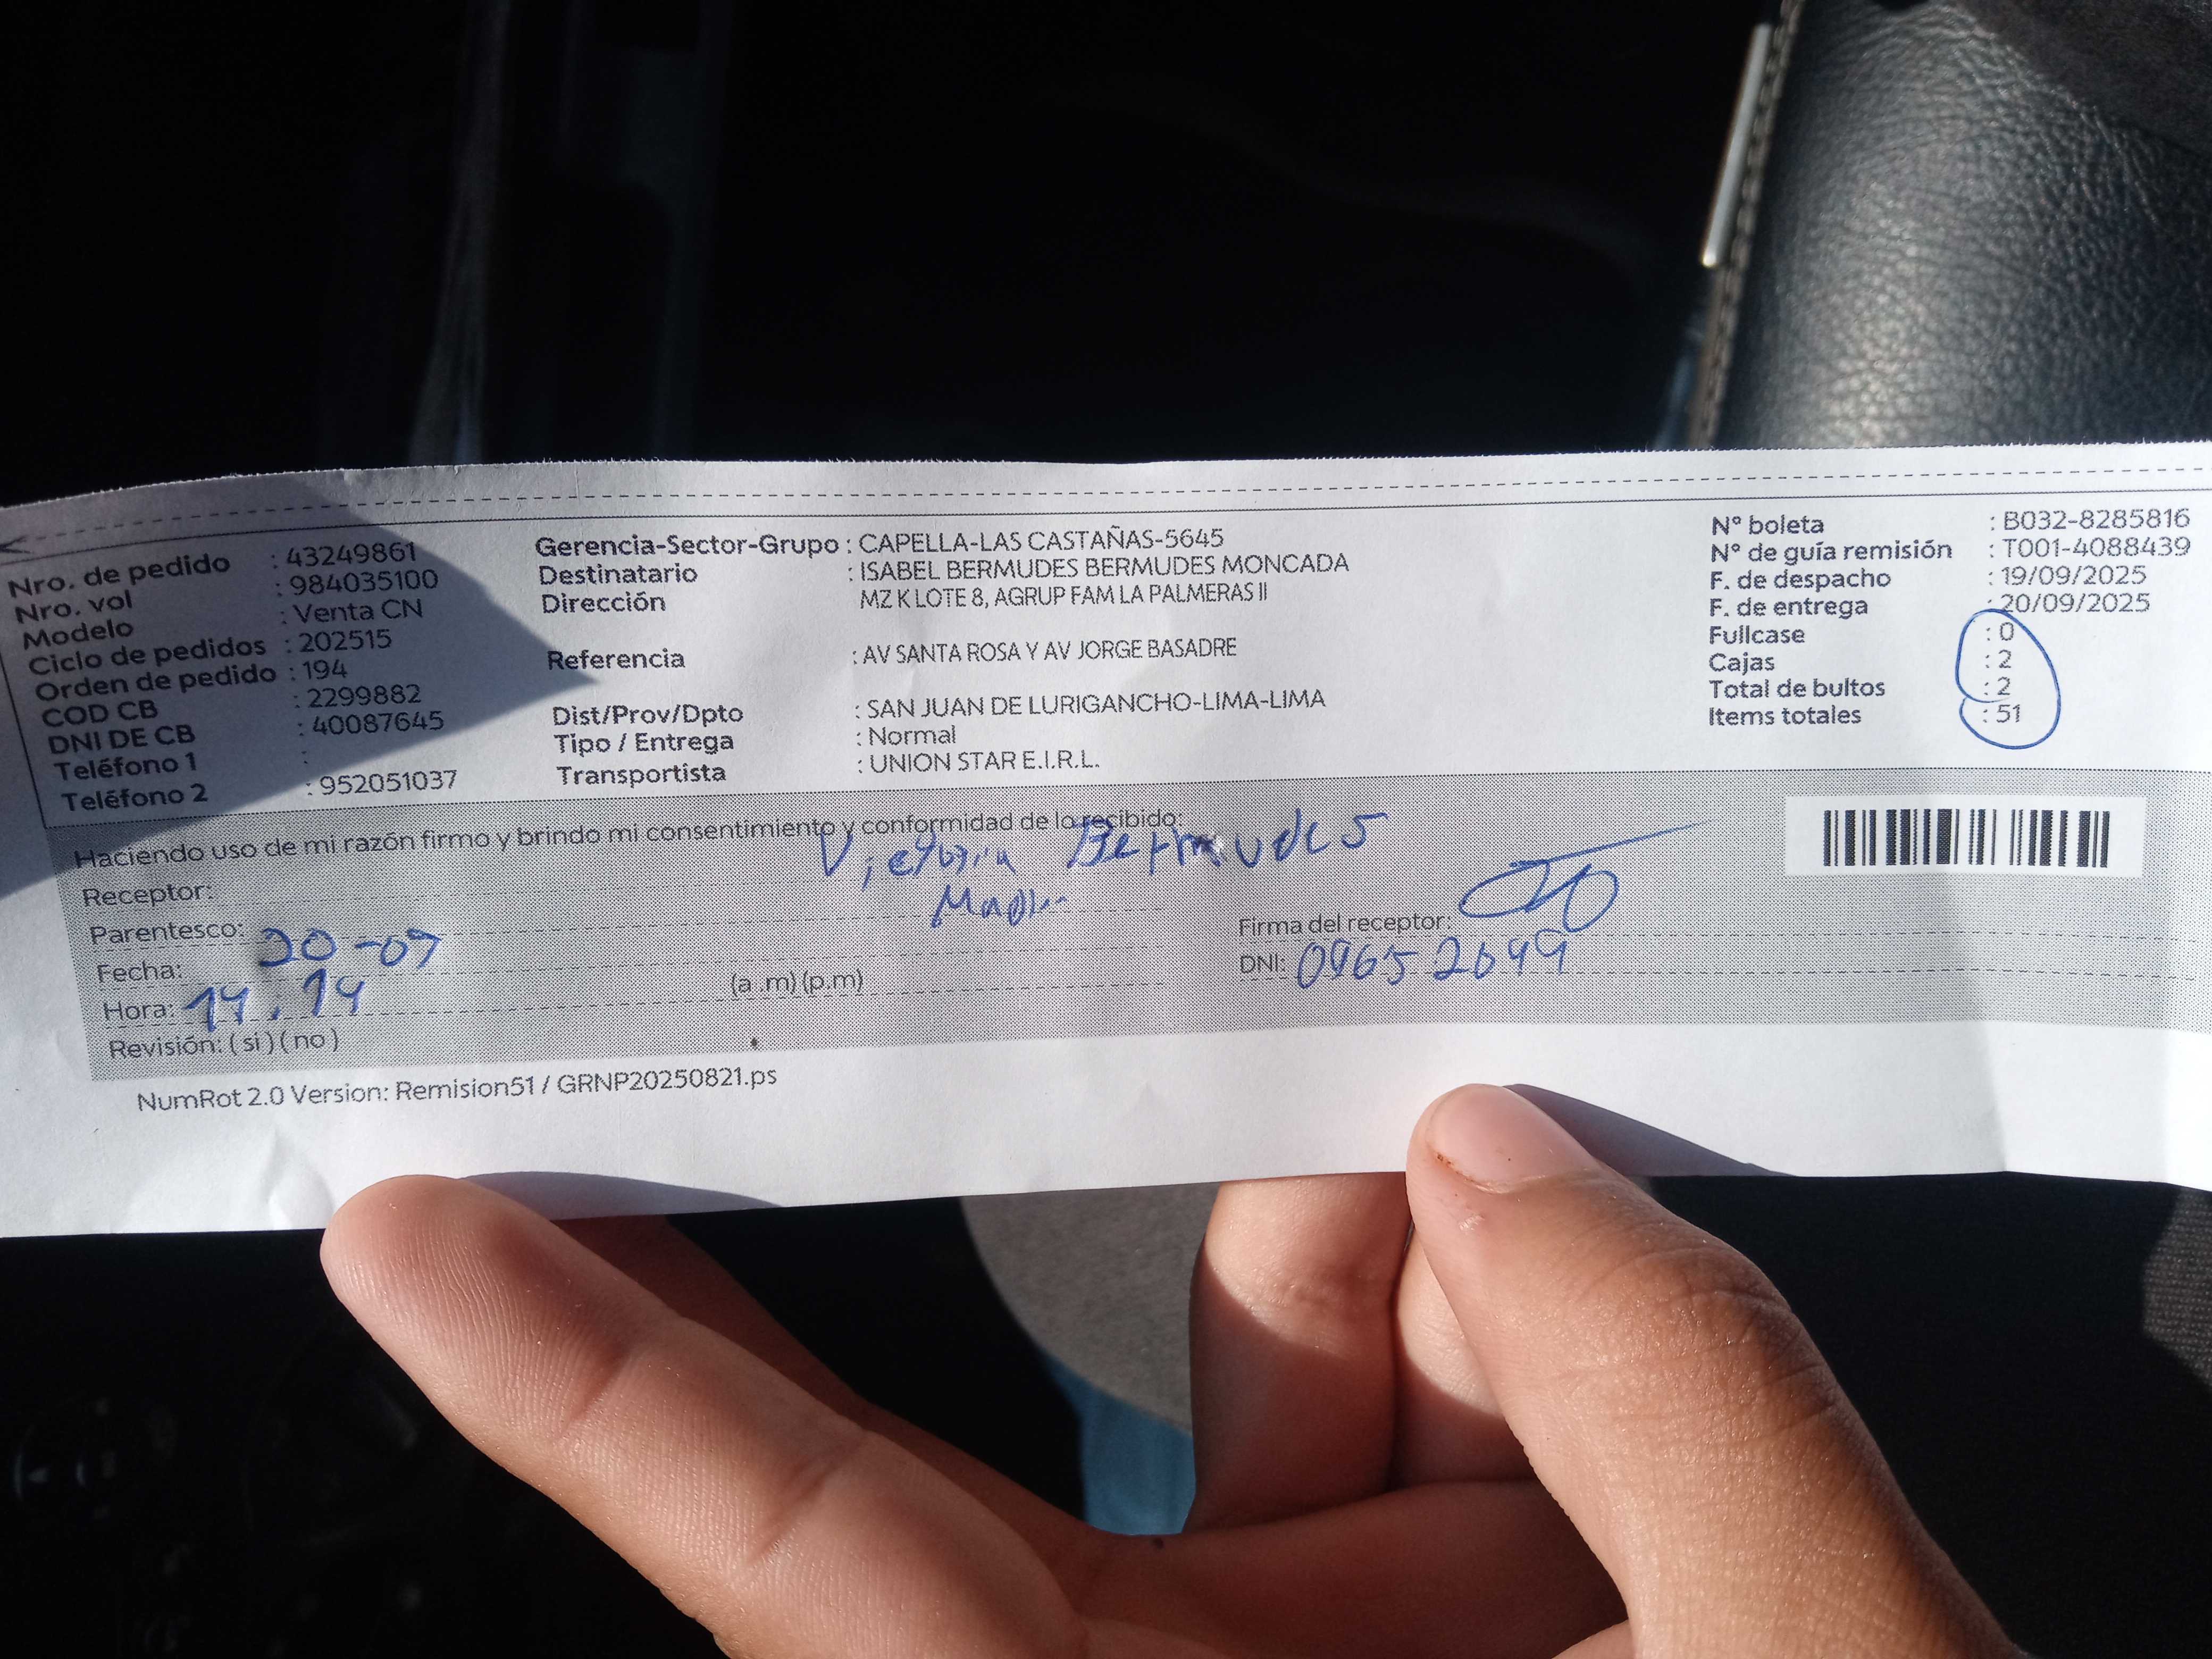 Nro. de pedido : 43249861
Nro. vol : 984035100
Modelo : Venta CN
Ciclo de pedidos : 202515
Orden de pedido : 194
COD CB : 2299882
DNI DE CB : 40087645
Teléfono 1 :
Teléfono 2 : 952051037
Gerencia-Sector-Grupo : CAPELLA-LAS CASTAÑAS-5645
Destinatario : ISABEL BERMUDES BERMUDES MONCADA
Dirección MZ K LOTE 8, AGRUP FAM LA PALMERAS II
Referencia : AV SANTA ROSA Y AV JORGE BASADRE
Dist/Prov/Dpto : SAN JUAN DE LURIGANCHO-LIMA-LIMA
Tipo / Entrega : Normal
Transportista : UNION STAR E.I.R.L.
N° boleta : B032-8285816
N° de guía remisión : T001-4088439
F. de despacho : 19/09/2025
F. de entrega : 20/09/2025
Fullcase : 0
Cajas : 2
Total de bultos : 2
Items totales : 51
Haciendo uso de mi razón firmo y brindo mi consentimiento y conformidad de lo recibido:
Receptor: Victoria Bermudes
Parentesco:
Firma del receptor:
Fecha: 20-09
DNI:
Hora: 14:14 (a .m) (p.m)
Revisión: ( si ) ( no )
NumRot 2.0 Version: Remision51 / GRNP20250821.ps